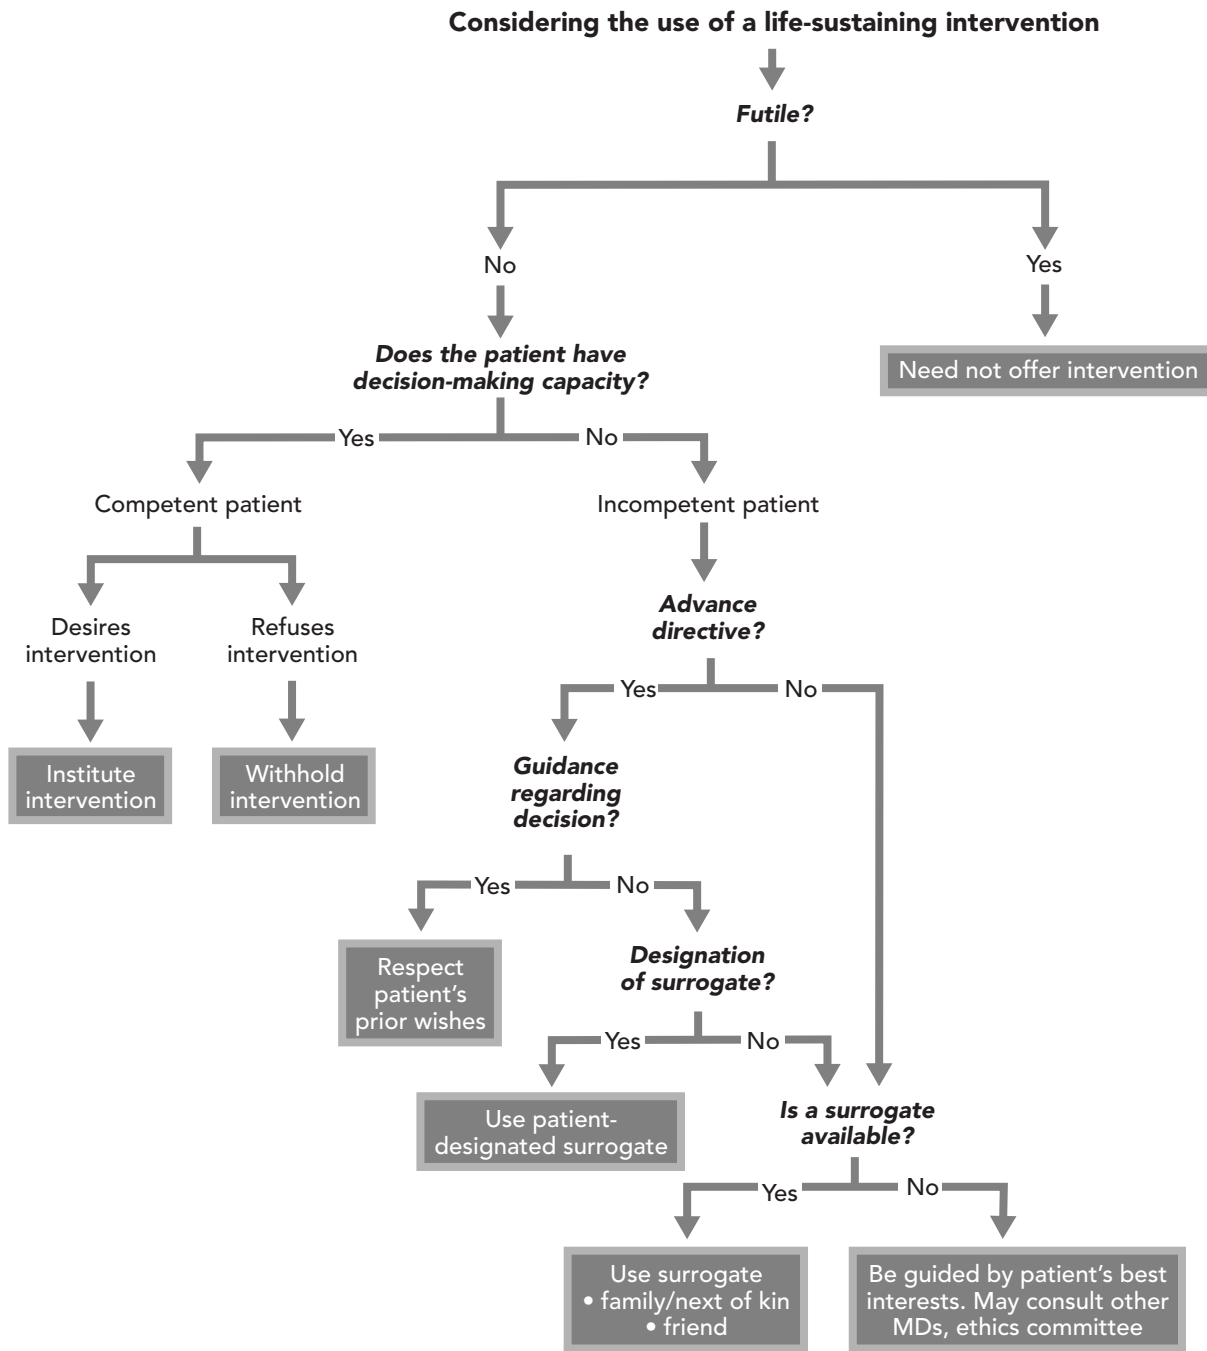 Considering the use of a life-sustaining intervention
Futile?
No
Yes
Does the patient have
decision-making capacity?
Need not offer intervention
Yes
No
Competent patient
Incompetent patient
Desires
intervention
Refuses
intervention
Advance
directive?
Yes
No
Institute
intervention
Withhold
intervention
Guidance
regarding
decision?
Yes
No
Respect
patient’s
prior wishes
Designation
of surrogate?
Yes
No
Use patient-
designated surrogate
Is a surrogate
available?
Yes
No
Use surrogate
• family/next of kin
• friend
Be guided by patient’s best
interests. May consult other
MDs, ethics committee